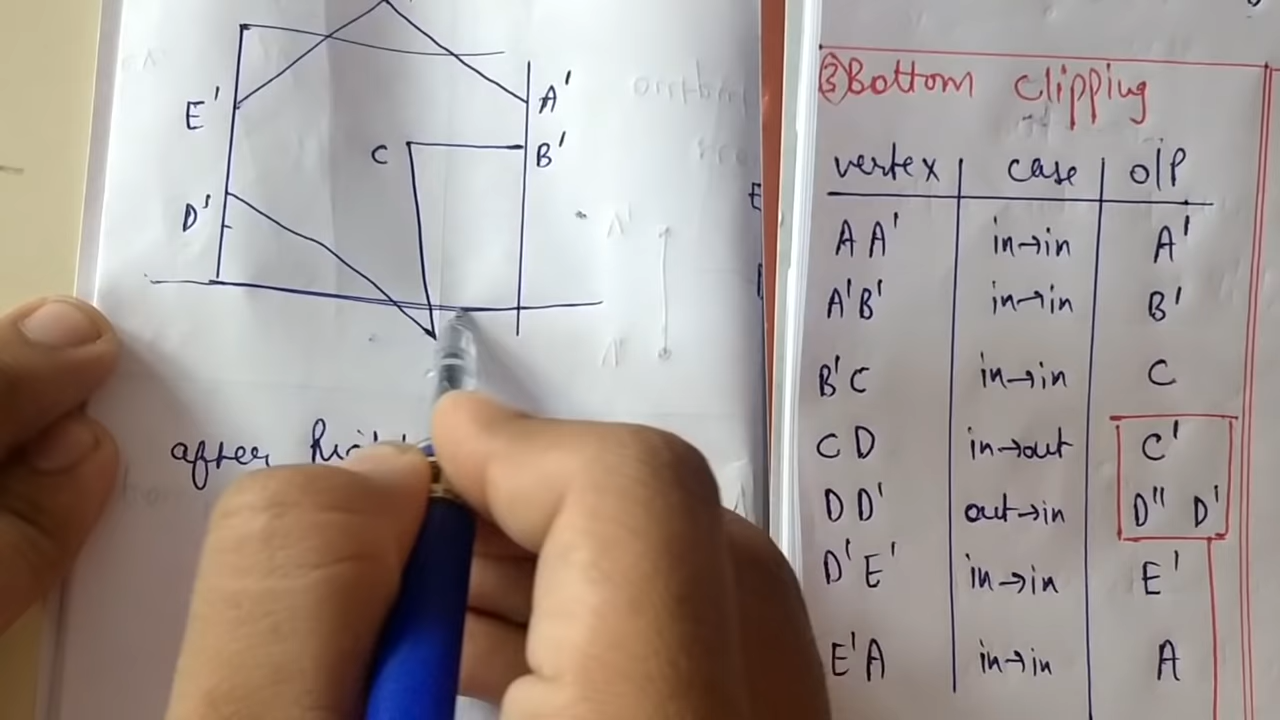 E'
A'
C
B'
D'
after
③ Bottom Clipping
vertex case o/p
A A' in→in A'
A'B' in→in B'
B'C in→in C
C D in→out C'
D D' out→in D'' D'
D'E' in→in E'
E'A in→in A